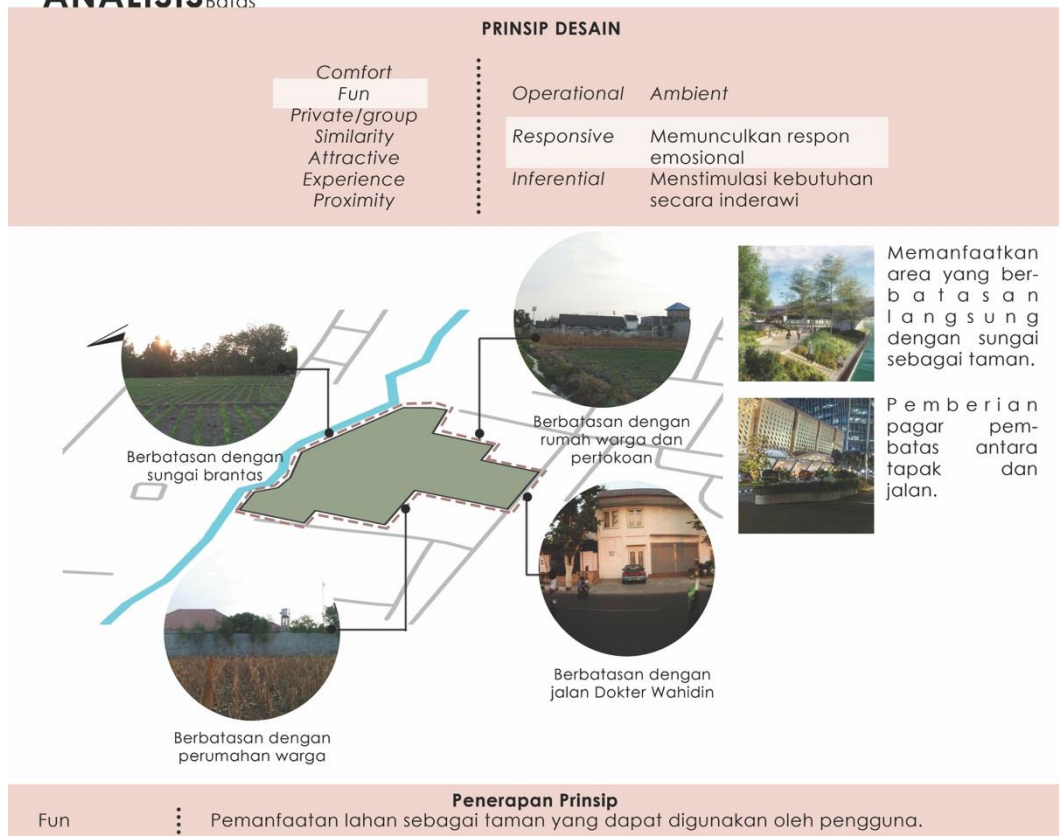 ANALISIS Batas
PRINSIP DESAIN
Comfort
Fun
Private/group
Similarity
Attractive
Experience
Proximity
Operational Ambient
Responsive Memunculkan respon
emosional
Inferential Menstimulasi kebutuhan
secara inderawi
Memanfaatkan
area yang ber-
batasan
langsung
dengan sungai
sebagai taman.
Pemberian
pagar pem-
batas antara
tapak dan
jalan.
Berbatasan dengan
sungai brantas
Berbatasan dengan
rumah warga dan
pertokoan
Berbatasan dengan
jalan Dokter Wahidin
Berbatasan dengan
perumahan warga
Penerapan Prinsip
Fun Pemanfaatan lahan sebagai taman yang dapat digunakan oleh pengguna.